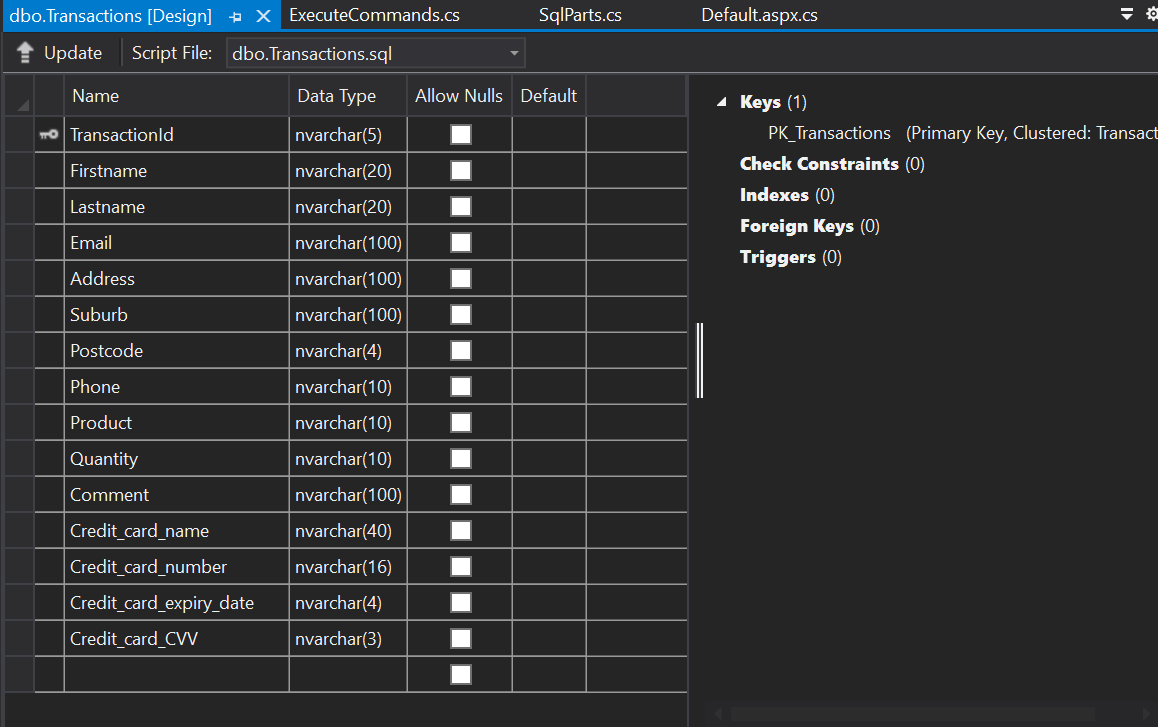 dbo.Transactions [Design] ExecuteCommands.cs SqlParts.cs Default.aspx.cs
Update Script File: dbo.Transactions.sql
Name Data Type Allow Nulls Default
TransactionId nvarchar(5)
Firstname nvarchar(20)
Lastname nvarchar(20)
Email nvarchar(100)
Address nvarchar(100)
Suburb nvarchar(100)
Postcode nvarchar(4)
Phone nvarchar(10)
Product nvarchar(10)
Quantity nvarchar(10)
Comment nvarchar(100)
Credit_card_name nvarchar(40)
Credit_card_number nvarchar(16)
Credit_card_expiry_date nvarchar(4)
Credit_card_CVV nvarchar(3)
Keys (1)
PK_Transactions (Primary Key, Clustered: Transact
Check Constraints (0)
Indexes (0)
Foreign Keys (0)
Triggers (0)